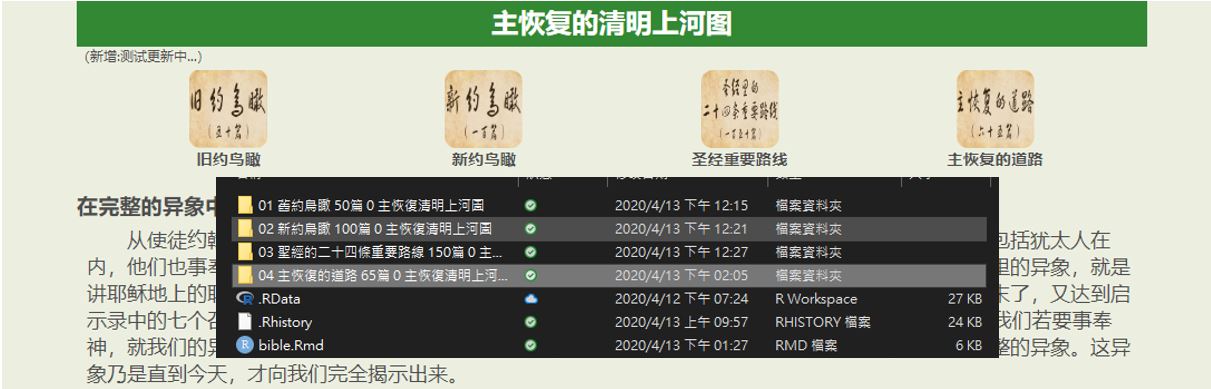 主恢复的清明上河图
(新增:测试更新中...)
旧约鸟瞰
(五十篇)
新约鸟瞰
(一百篇)
圣经里的
二十四条重要路线
(一百五十篇)
主恢复的道路
(六十五篇)
旧约鸟瞰
新约鸟瞰
圣经重要路线
主恢复的道路
在完整的异象中
01 舊約鳥瞰 50篇 0 主恢復清明上河圖 2020/4/13 下午 12:15 檔案資料夾
02 新約鳥瞰 100篇 0 主恢復清明上河圖 2020/4/13 下午 12:21 檔案資料夾
03 聖經的二十四條重要路線 150篇 0 主... 2020/4/13 下午 12:27 檔案資料夾
04 主恢復的道路 65篇 0 主恢復清明上河... 2020/4/13 下午 02:05 檔案資料夾
.RData 2020/4/12 下午 07:24 R Workspace 27 KB
.Rhistory 2020/4/13 上午 09:57 RHISTORY 檔案 24 KB
bible.Rmd 2020/4/13 下午 01:27 RMD 檔案 6 KB
从使徒约 包括犹太人在
内，他们也事奉 里的异象，就是
讲耶稣地上的 末了，又达到启
示录中的七个召 我们若要事奉
神，就我们的异 整的异象。这异
象乃是直到今天，才向我们完全揭示出来。